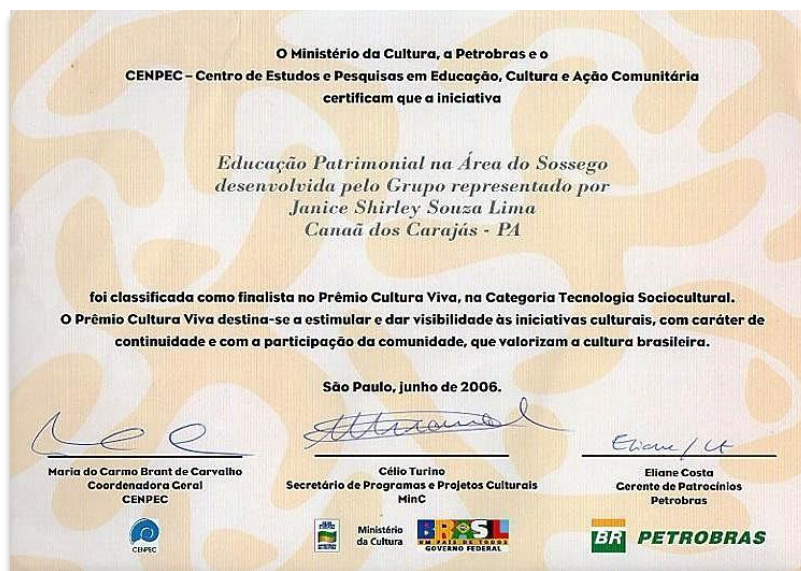 O Ministério da Cultura, a Petrobras e o
CENPEC – Centro de Estudos e Pesquisas em Educação, Cultura e Ação Comunitária
certificam que a iniciativa
Educação Patrimonial na Área do Sossego
desenvolvida pelo Grupo representado por
Janice Shirley Souza Lima
Canaã dos Carajás - PA
foi classificada como finalista no Prêmio Cultura Viva, na Categoria Tecnologia Sociocultural.
O Prêmio Cultura Viva destina-se a estimular e dar visibilidade às iniciativas culturais, com caráter de
continuidade e com a participação da comunidade, que valorizam a cultura brasileira.
São Paulo, junho de 2006.
Maria do Carmo Brant de Carvalho
Coordenadora Geral
CENPEC
Célio Turino
Secretário de Programas e Projetos Culturais
MinC
Eliane Costa
Gerente de Patrocínios
Petrobras
CENPEC
Ministério
da Cultura
BRASIL
UM PAÍS DE TODOS
GOVERNO FEDERAL
BR PETROBRAS